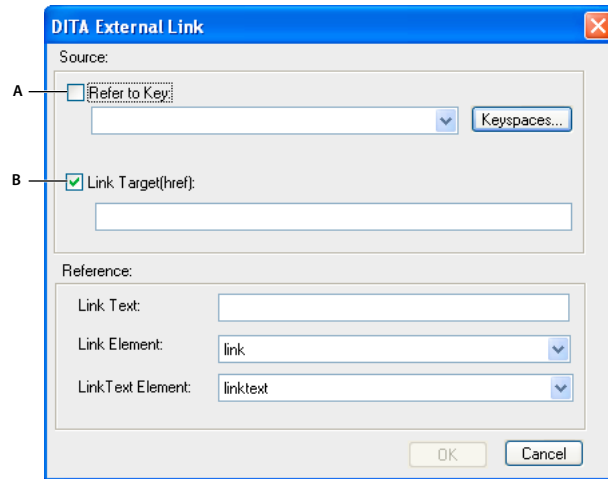 DITA External Link
Source:
A
Refer to Key:
Keyspaces...
B
Link Target(href):
Reference:
Link Text:
Link Element:
link
LinkText Element:
linktext
OK
Cancel